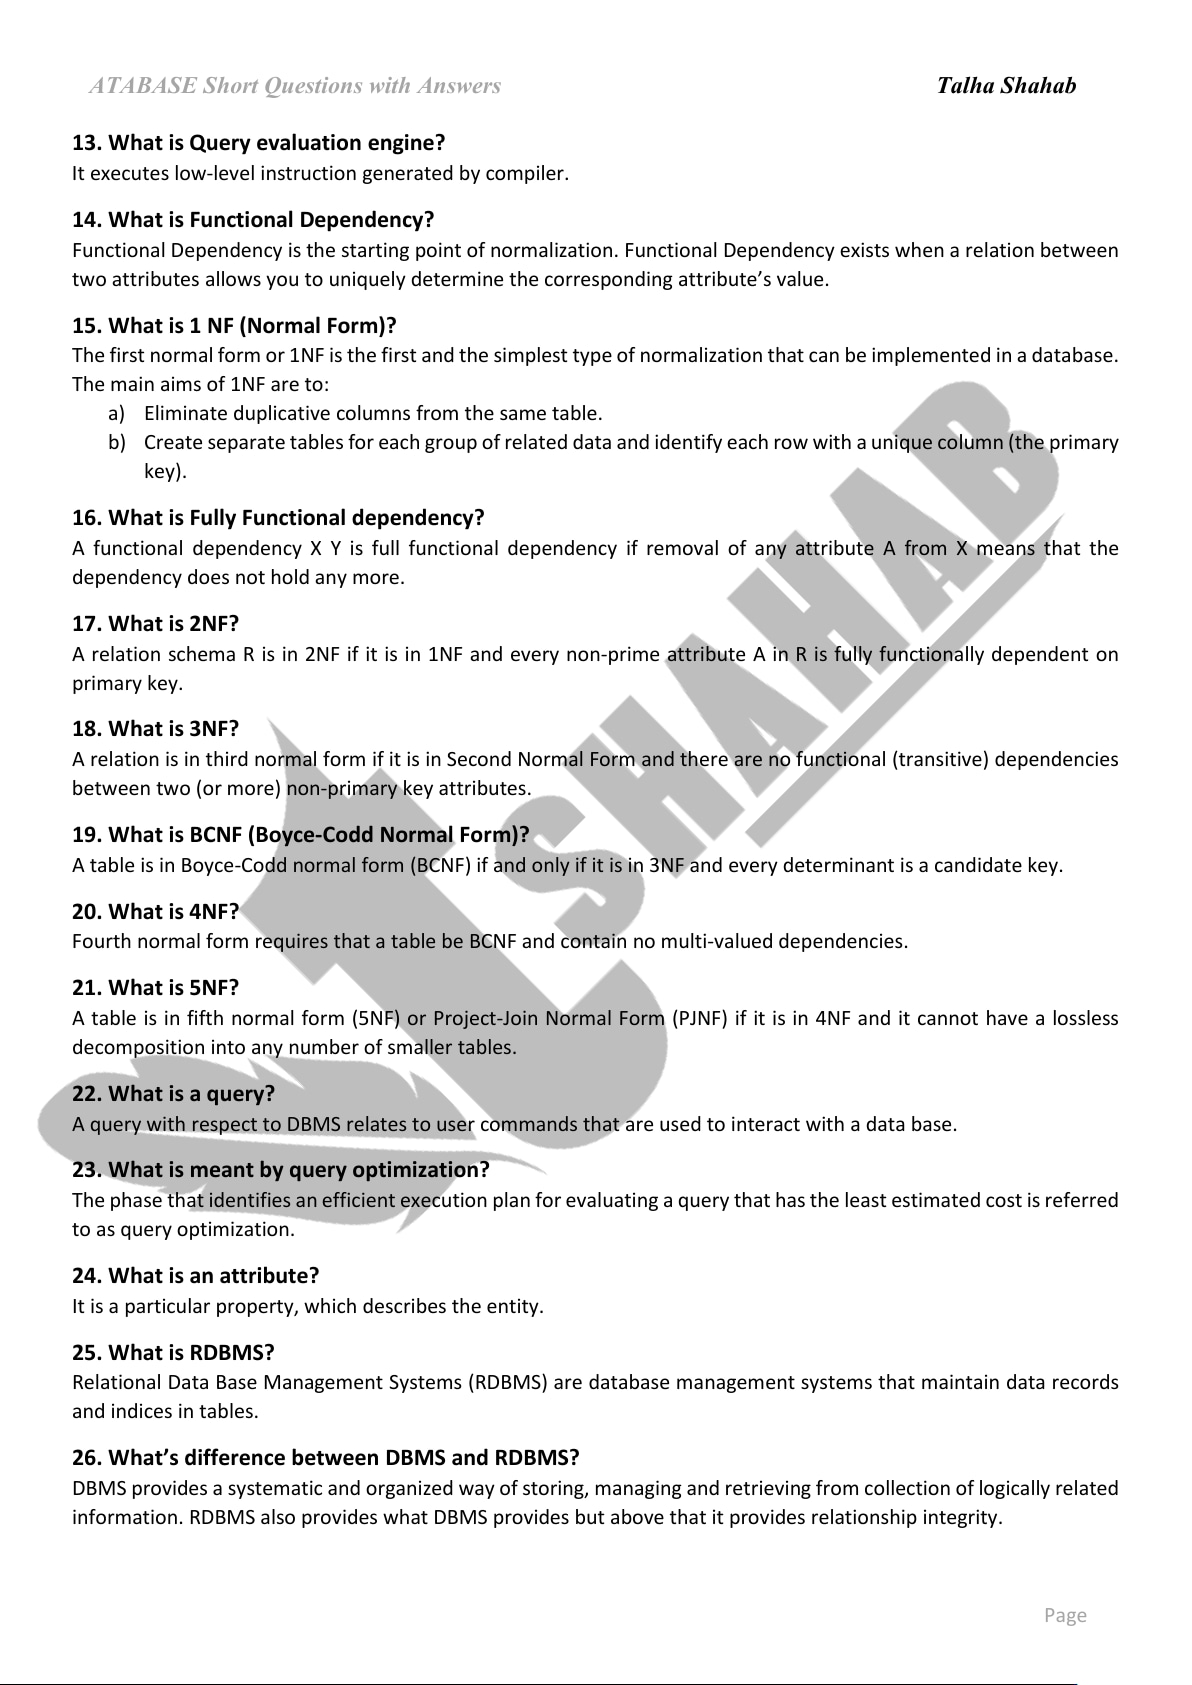 ATABASE Short Questions with Answers Talha Shahab
13. What is Query evaluation engine?
It executes low-level instruction generated by compiler.
14. What is Functional Dependency?
Functional Dependency is the starting point of normalization. Functional Dependency exists when a relation between
two attributes allows you to uniquely determine the corresponding attribute’s value.
15. What is 1 NF (Normal Form)?
The first normal form or 1NF is the first and the simplest type of normalization that can be implemented in a database.
The main aims of 1NF are to:
a) Eliminate duplicative columns from the same table.
b) Create separate tables for each group of related data and identify each row with a unique column (the primary
key).
16. What is Fully Functional dependency?
A functional dependency X Y is full functional dependency if removal of any attribute A from X means that the
dependency does not hold any more.
17. What is 2NF?
A relation schema R is in 2NF if it is in 1NF and every non-prime attribute A in R is fully functionally dependent on
primary key.
18. What is 3NF?
A relation is in third normal form if it is in Second Normal Form and there are no functional (transitive) dependencies
between two (or more) non-primary key attributes.
19. What is BCNF (Boyce-Codd Normal Form)?
A table is in Boyce-Codd normal form (BCNF) if and only if it is in 3NF and every determinant is a candidate key.
20. What is 4NF?
Fourth normal form requires that a table be BCNF and contain no multi-valued dependencies.
21. What is 5NF?
A table is in fifth normal form (5NF) or Project-Join Normal Form (PJNF) if it is in 4NF and it cannot have a lossless
decomposition into any number of smaller tables.
22. What is a query?
A query with respect to DBMS relates to user commands that are used to interact with a data base.
23. What is meant by query optimization?
The phase that identifies an efficient execution plan for evaluating a query that has the least estimated cost is referred
to as query optimization.
24. What is an attribute?
It is a particular property, which describes the entity.
25. What is RDBMS?
Relational Data Base Management Systems (RDBMS) are database management systems that maintain data records
and indices in tables.
26. What’s difference between DBMS and RDBMS?
DBMS provides a systematic and organized way of storing, managing and retrieving from collection of logically related
information. RDBMS also provides what DBMS provides but above that it provides relationship integrity.
SHAHAB
Page